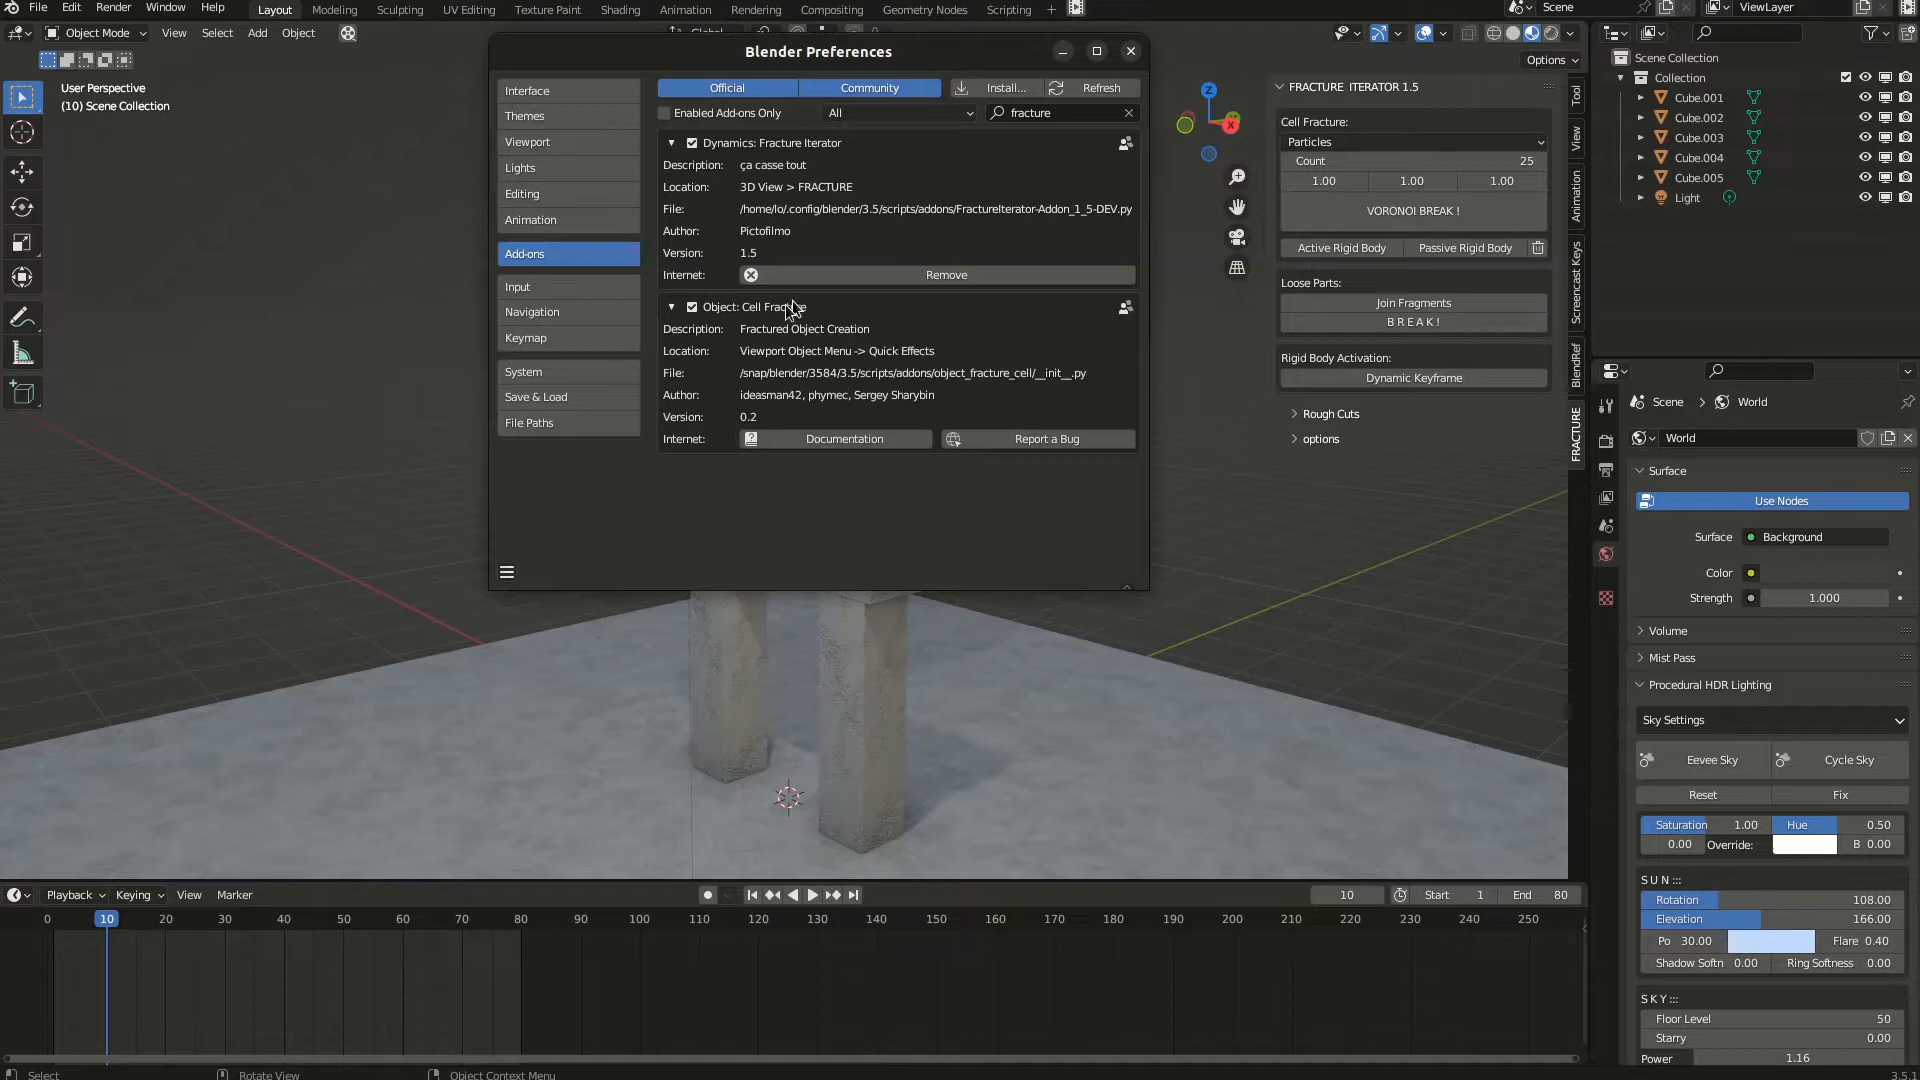 File Edit Render Window Help Layout Modeling Sculpting UV Editing Texture Paint Shading Animation Rendering Compositing Geometry Nodes Scripting + Scene ViewLayer
Object Mode View Select Add Object
Options
User Perspective
(10) Scene Collection
Blender Preferences
Interface
Themes
Viewport
Lights
Editing
Animation
Add-ons
Input
Navigation
Keymap
System
Save & Load
File Paths
Official Community Install... Refresh
Enabled Add-ons Only All fracture
Dynamics: Fracture Iterator
Description: ça casse tout
Location: 3D View > FRACTURE
File: /home/lo/.config/blender/3.5/scripts/addons/FractureIterator-Addon_1_5-DEV.py
Author: Pictofilmo
Version: 1.5
Internet: Remove
Object: Cell
Description: Fractured Object Creation
Location: Viewport Object Menu -> Quick Effects
File: /snap/blender/3584/3.5/scripts/addons/object_fracture_cell/__init__.py
Author: ideasman42, phymec, Sergey Sharybin
Version: 0.2
Internet: Documentation Report a Bug
Z
X
FRACTURE ITERATOR 1.5
Cell Fracture:
Particles
Count 25
1.00 1.00 1.00
VORONOI BREAK !
Active Rigid Body Passive Rigid Body
Loose Parts:
Join Fragments
B R E A K !
Rigid Body Activation:
Dynamic Keyframe
Rough Cuts
options
Tool
View
Animation
Screencast Keys
BlendRef
FRACTURE
Scene Collection
Collection
Cube.001
Cube.002
Cube.003
Cube.004
Cube.005
Light
Scene > World
World
Surface
Use Nodes
Surface Background
Color
Strength 1.000
Volume
Mist Pass
Procedural HDR Lighting
Sky Settings
Eevee Sky Cycle Sky
Reset Fix
Saturation 1.00 Hue 0.50
0.00 Override: B 0.00
S U N :::
Rotation 108.00
Elevation 166.00
Po 30.00 Flare 0.40
Shadow Softn 0.00 Ring Softness 0.00
S K Y :::
Floor Level 50
Starry 0.00
Power 1.16
Playback Keying View Marker 10 Start 1 End 80
0 10 20 30 40 50 60 70 80 90 100 110 120 130 140 150 160 170 180 190 200 210 220 230 240 250
Select Rotate View Object Context Menu 3.5.1